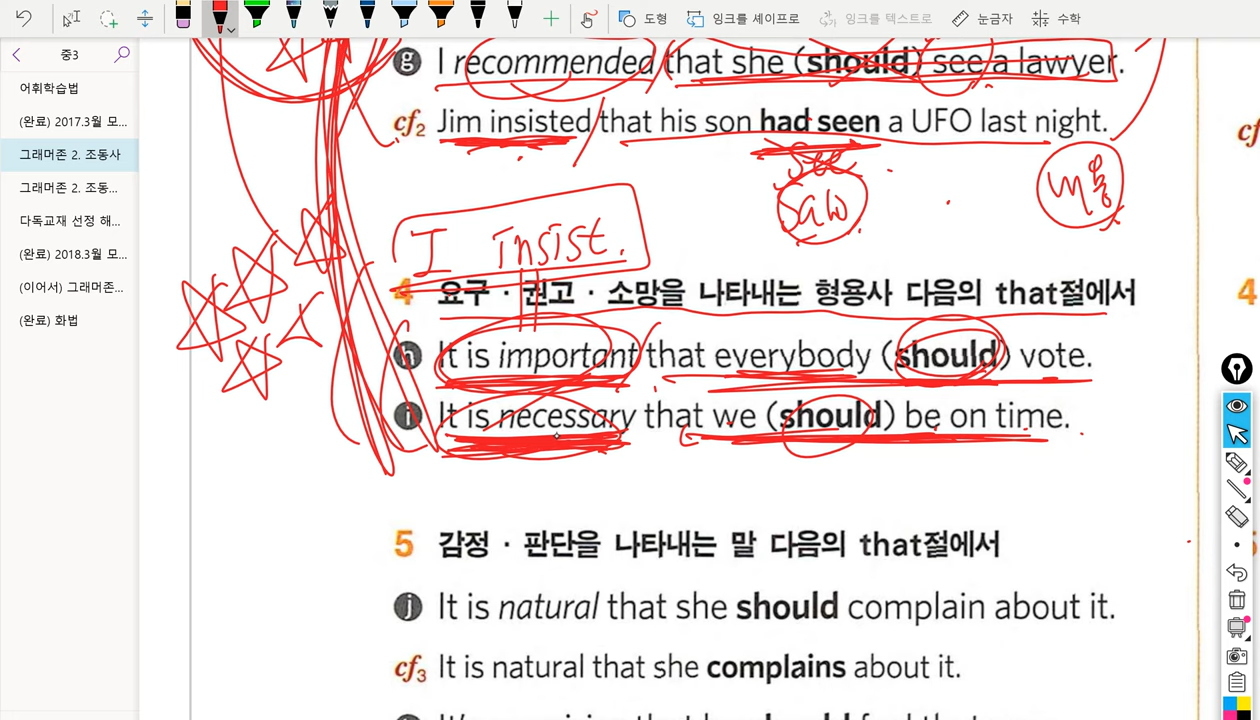 도형
잉크를 셰이프로
잉크를 텍스트로
눈금자
수학
중3
어휘학습법
(완료) 2017.3월 모...
그래머존 2. 조동사
그래머존 2. 조동...
다독교재 선정 해...
(완료) 2018.3월 모...
(이어서) 그래머존...
(완료) 화법
g I recommended that she (should) see a lawyer.
cf2 Jim insisted that his son had seen a UFO last night.
see
saw
I insist.
4 요구 · 권고 · 소망을 나타내는 형용사 다음의 that절에서
4
h It is important that everybody (should) vote.
i It is necessary that we (should) be on time.
5 감정 · 판단을 나타내는 말 다음의 that절에서
j It is natural that she should complain about it.
cf3 It is natural that she complains about it.